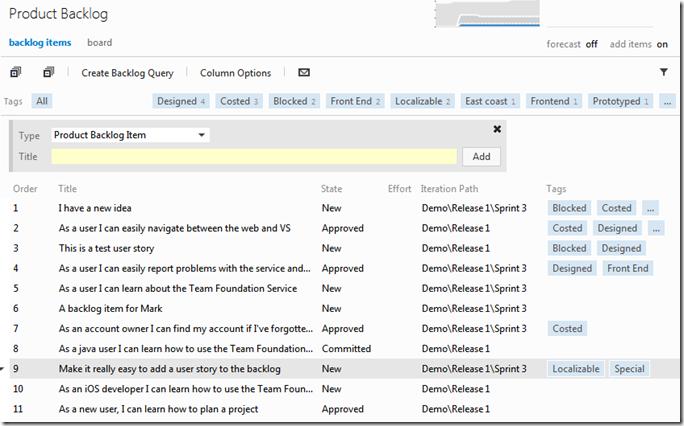 Product Backlog
backlog items board
forecast off add items on
Create Backlog Query Column Options
Tags All Designed 4 Costed 3 Blocked 2 Front End 2 Localizable 2 East coast 1 Frontend 1 Prototyped 1 ...
Type Product Backlog Item
Title Add
Order Title State Effort Iteration Path Tags
1 I have a new idea New Demo\Release 1\Sprint 3 Blocked Costed ...
2 As a user I can easily navigate between the web and VS Approved Demo\Release 1 Costed Designed ...
3 This is a test user story New Demo\Release 1 Blocked Designed
4 As a user I can easily report problems with the service and... Approved Demo\Release 1\Sprint 3 Designed Front End
5 As a user I can learn about the Team Foundation Service New Demo\Release 1
6 A backlog item for Mark New Demo\Release 1\Sprint 3
7 As an account owner I can find my account if I've forgotte... Approved Demo\Release 1\Sprint 3 Costed
8 As a java user I can learn how to use the Team Foundation... Committed Demo\Release 1
9 Make it really easy to add a user story to the backlog New Demo\Release 1\Sprint 3 Localizable Special
10 As an iOS developer I can learn how to use the Team Foun... New Demo\Release 1
11 As a new user, I can learn how to plan a project Approved Demo\Release 1